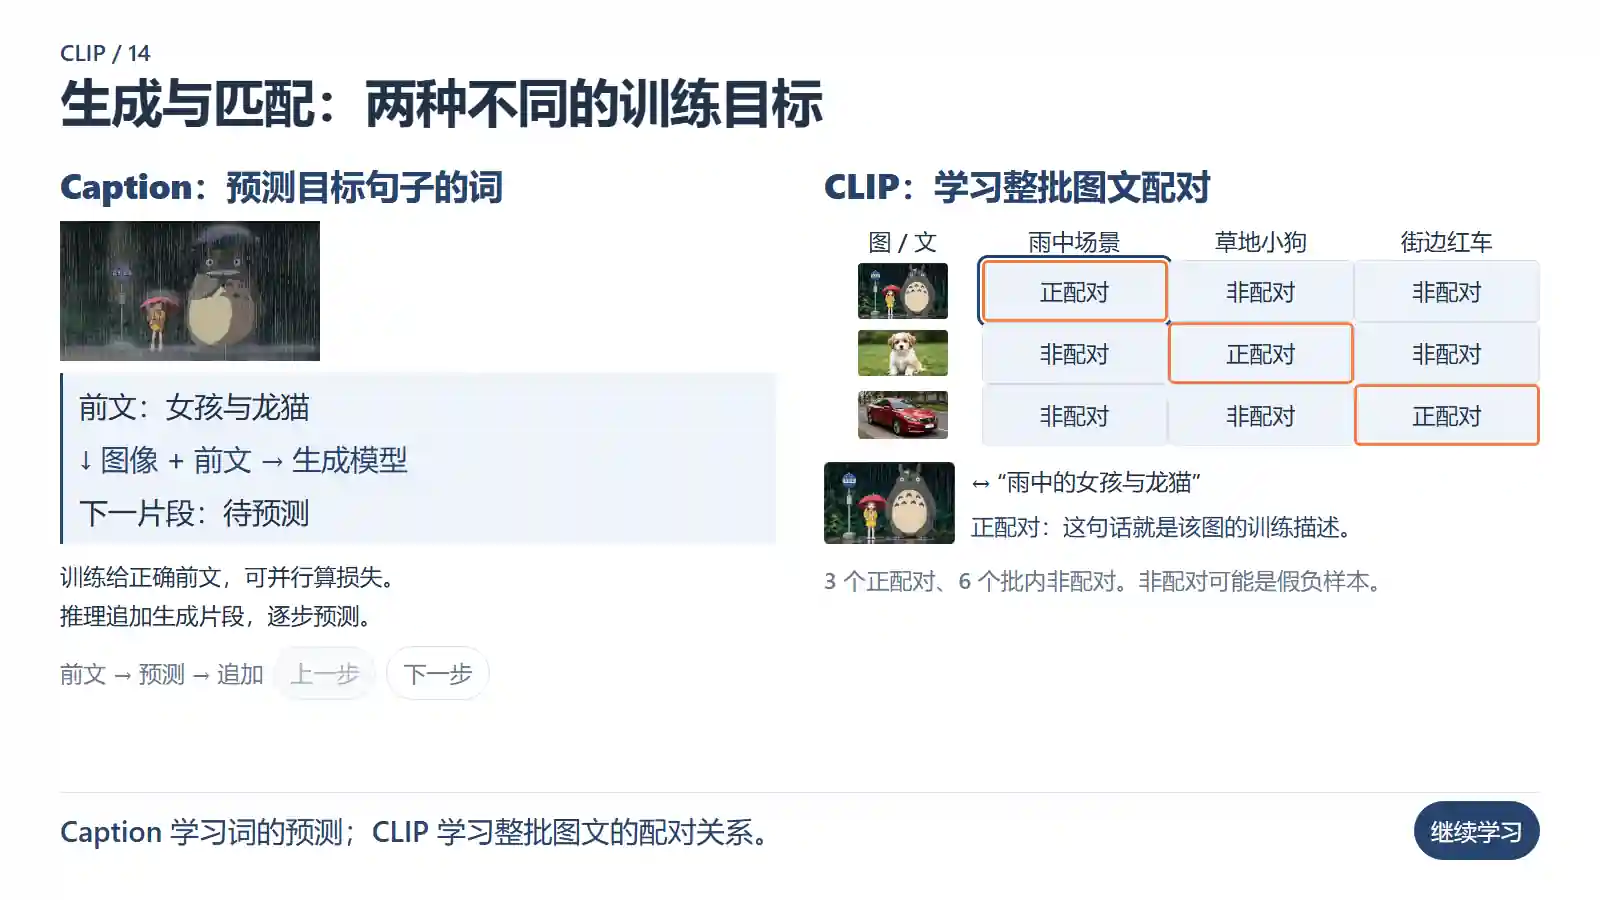 CLIP / 14
生成与匹配：两种不同的训练目标
Caption：预测目标句子的词
前文：女孩与龙猫
↓ 图像 + 前文 → 生成模型
下一片段：待预测
训练给正确前文，可并行算损失。
推理追加生成片段，逐步预测。
前文 → 预测 → 追加 上一步 下一步
CLIP：学习整批图文配对
图 / 文 雨中场景 草地小狗 街边红车
正配对 非配对 非配对
非配对 正配对 非配对
非配对 非配对 正配对
↔ “雨中的女孩与龙猫”
正配对：这句话就是该图的训练描述。
3 个正配对、6 个批内非配对。非配对可能是假负样本。
Caption 学习词的预测；CLIP 学习整批图文的配对关系。
继续学习